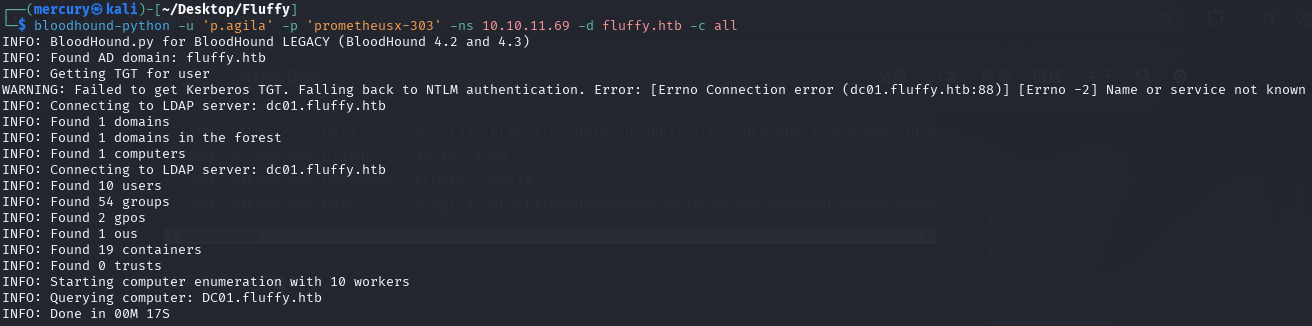 ┌──(mercury㉿kali)-[~/Desktop/Fluffy]
└─$ bloodhound-python -u 'p.agila' -p 'prometheusx-303' -ns 10.10.11.69 -d fluffy.htb -c all
INFO: BloodHound.py for BloodHound LEGACY (BloodHound 4.2 and 4.3)
INFO: Found AD domain: fluffy.htb
INFO: Getting TGT for user
WARNING: Failed to get Kerberos TGT. Falling back to NTLM authentication. Error: [Errno Connection error (dc01.fluffy.htb:88)] [Errno -2] Name or service not known
INFO: Connecting to LDAP server: dc01.fluffy.htb
INFO: Found 1 domains
INFO: Found 1 domains in the forest
INFO: Found 1 computers
INFO: Connecting to LDAP server: dc01.fluffy.htb
INFO: Found 10 users
INFO: Found 54 groups
INFO: Found 2 gpos
INFO: Found 1 ous
INFO: Found 19 containers
INFO: Found 0 trusts
INFO: Starting computer enumeration with 10 workers
INFO: Querying computer: DC01.fluffy.htb
INFO: Done in 00M 17S